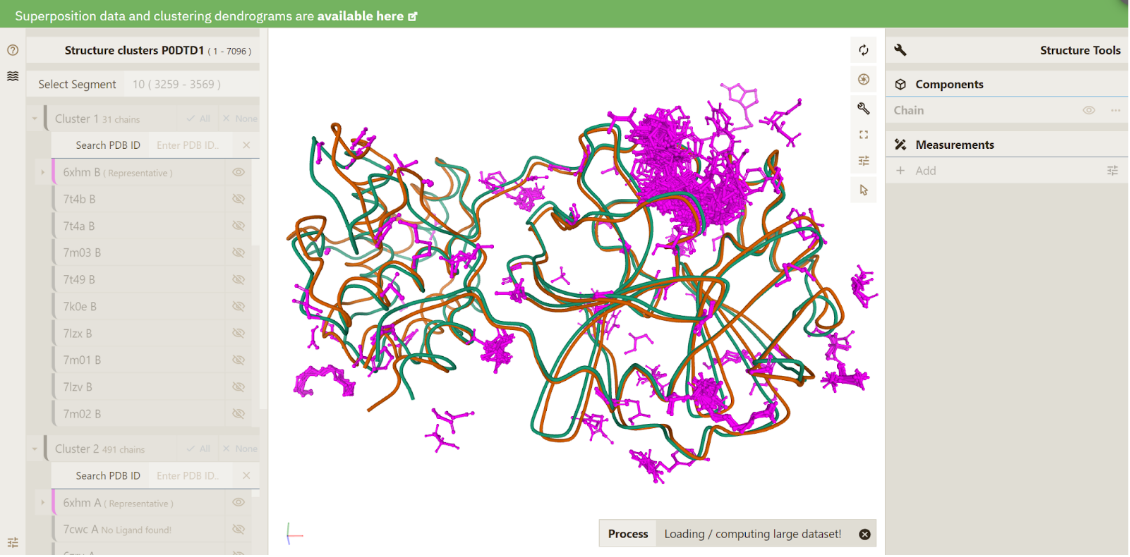 Superposition data and clustering dendrograms are available here
Structure clusters P0DTD1 ( 1 - 7096 )
Select Segment 10 ( 3259 - 3569 )
Cluster 1 31 chains All None
Search PDB ID Enter PDB ID..
6xhm B ( Representative )
7t4b B
7t4a B
7m03 B
7t49 B
7k0e B
7lzx B
7m01 B
7lzv B
7m02 B
Cluster 2 491 chains All None
Search PDB ID Enter PDB ID..
6xhm A ( Representative )
7cwc A No Ligand found!
Process Loading / computing large dataset!
Structure Tools
Components
Chain
Measurements
Add